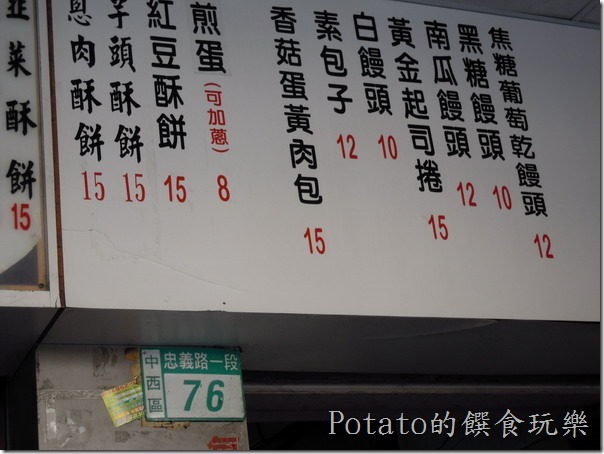 焦糖葡萄乾饅頭 12
黑糖饅頭 10
南瓜饅頭 12
黃金起司捲 15
白饅頭 10
素包子 12
香菇蛋黃肉包 15
煎蛋(可加蔥) 8
紅豆酥餅 15
芋頭酥餅 15
肉酥餅 15
韭菜酥餅 15
中西區
忠義路一段
76
Potato的饌食玩樂